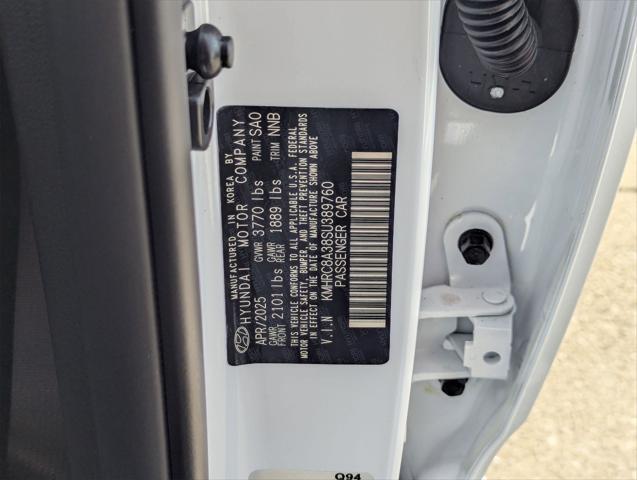 MANUFACTURED IN KOREA BY
HYUNDAI MOTOR COMPANY
APR/2025 GVWR 3770 lbs PAINT SAO
GAWR FRONT 2101lbs GAWR REAR 1889 lbs TRIM NNB
THIS VEHICLE CONFORMS TO ALL APPLICABLE U.S.A. FEDERAL
MOTOR VEHICLE SAFETY, BUMPER, AND THEFT PREVENTION STANDARDS
IN EFFECT ON THE DATE OF MANUFACTURE SHOWN ABOVE
V.I.N KMHRC8A38SU389760
PASSENGER CAR
Q94